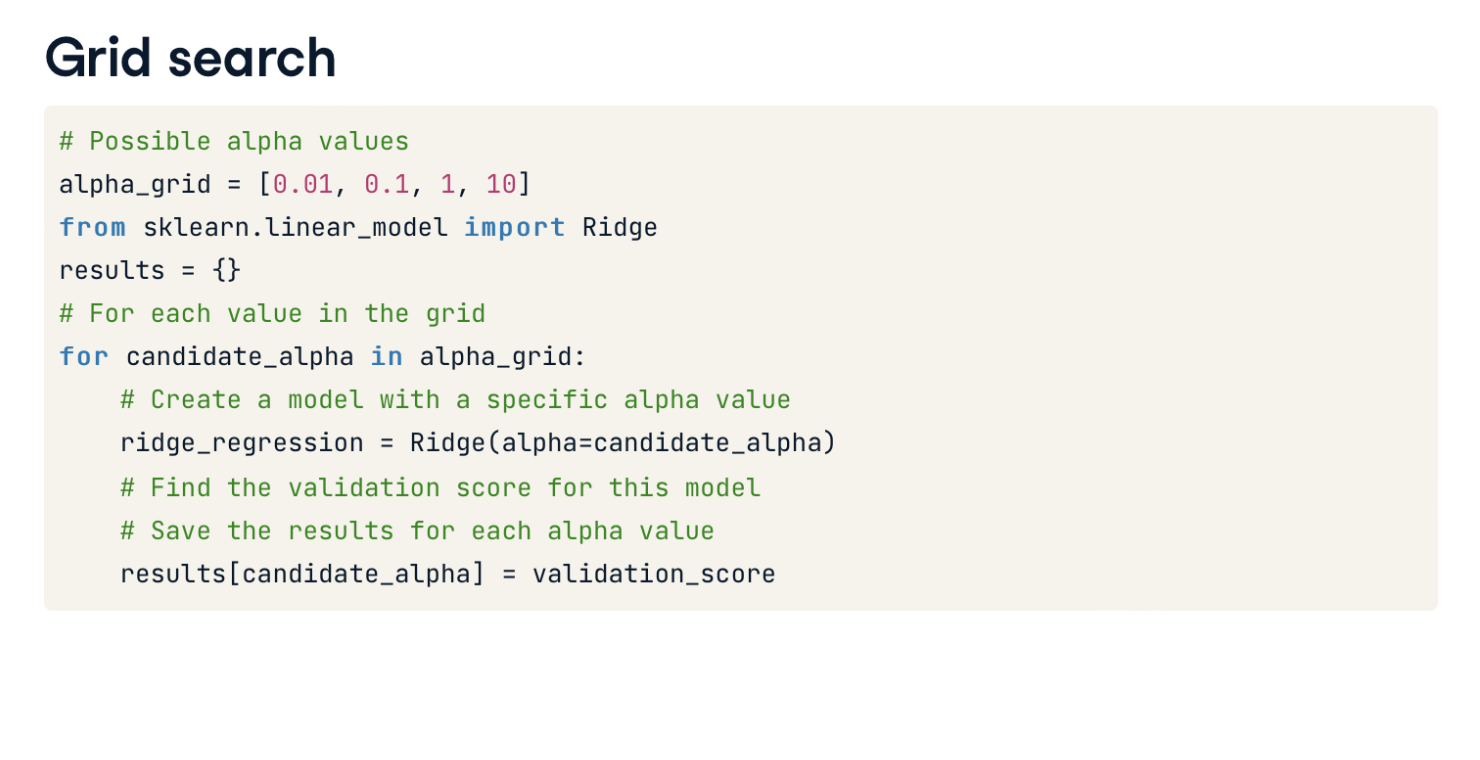 Grid search
# Possible alpha values
alpha_grid = [0.01, 0.1, 1, 10]
from sklearn.linear_model import Ridge
results = {}
# For each value in the grid
for candidate_alpha in alpha_grid:
    # Create a model with a specific alpha value
    ridge_regression = Ridge(alpha=candidate_alpha)
    # Find the validation score for this model
    # Save the results for each alpha value
    results[candidate_alpha] = validation_score